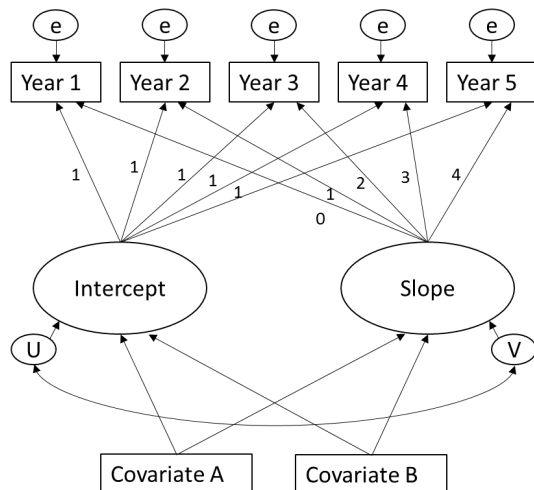 e e e e e
Year 1 Year 2 Year 3 Year 4 Year 5
1 1 1 1 1 0 1 2 3 4
Intercept Slope
U V
Covariate A Covariate B